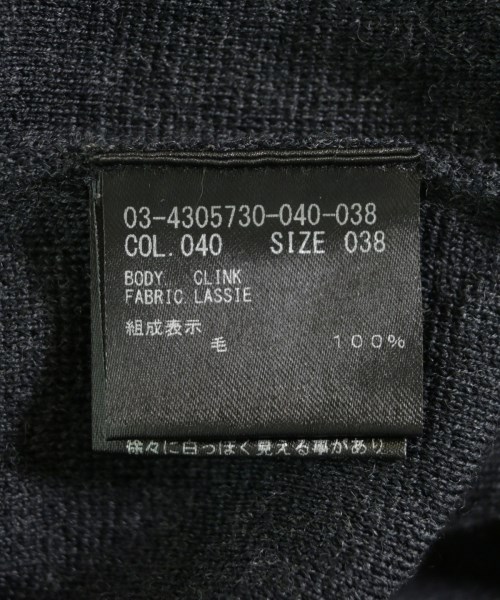 03-4305730-040-038
COL. 040 SIZE 038
BODY CLINK
FABRIC LASSIE
組成表示
毛 100%
徐々に白っぽく見える事があり